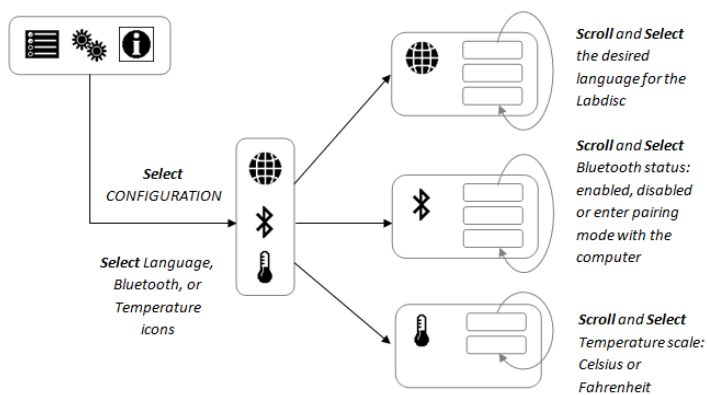 Select
CONFIGURATION
Select Language,
Bluetooth, or
Temperature
icons
Scroll and Select
the desired
language for the
Labdisc
Scroll and Select
Bluetooth status:
enabled, disabled
or enter pairing
mode with the
computer
Scroll and Select
Temperature scale:
Celsius or
Fahrenheit